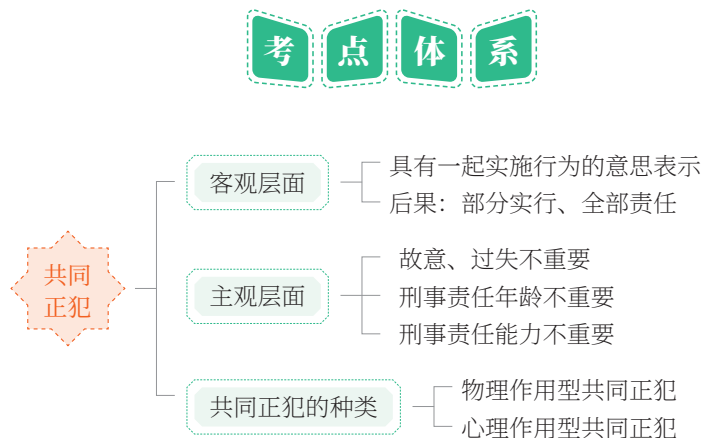 考点体系
客观层面
具有一起实施行为的意思表示
后果：部分实行、全部责任
共同
正犯
主观层面
故意、过失不重要
刑事责任年龄不重要
刑事责任能力不重要
共同正犯的种类
物理作用型共同正犯
心理作用型共同正犯